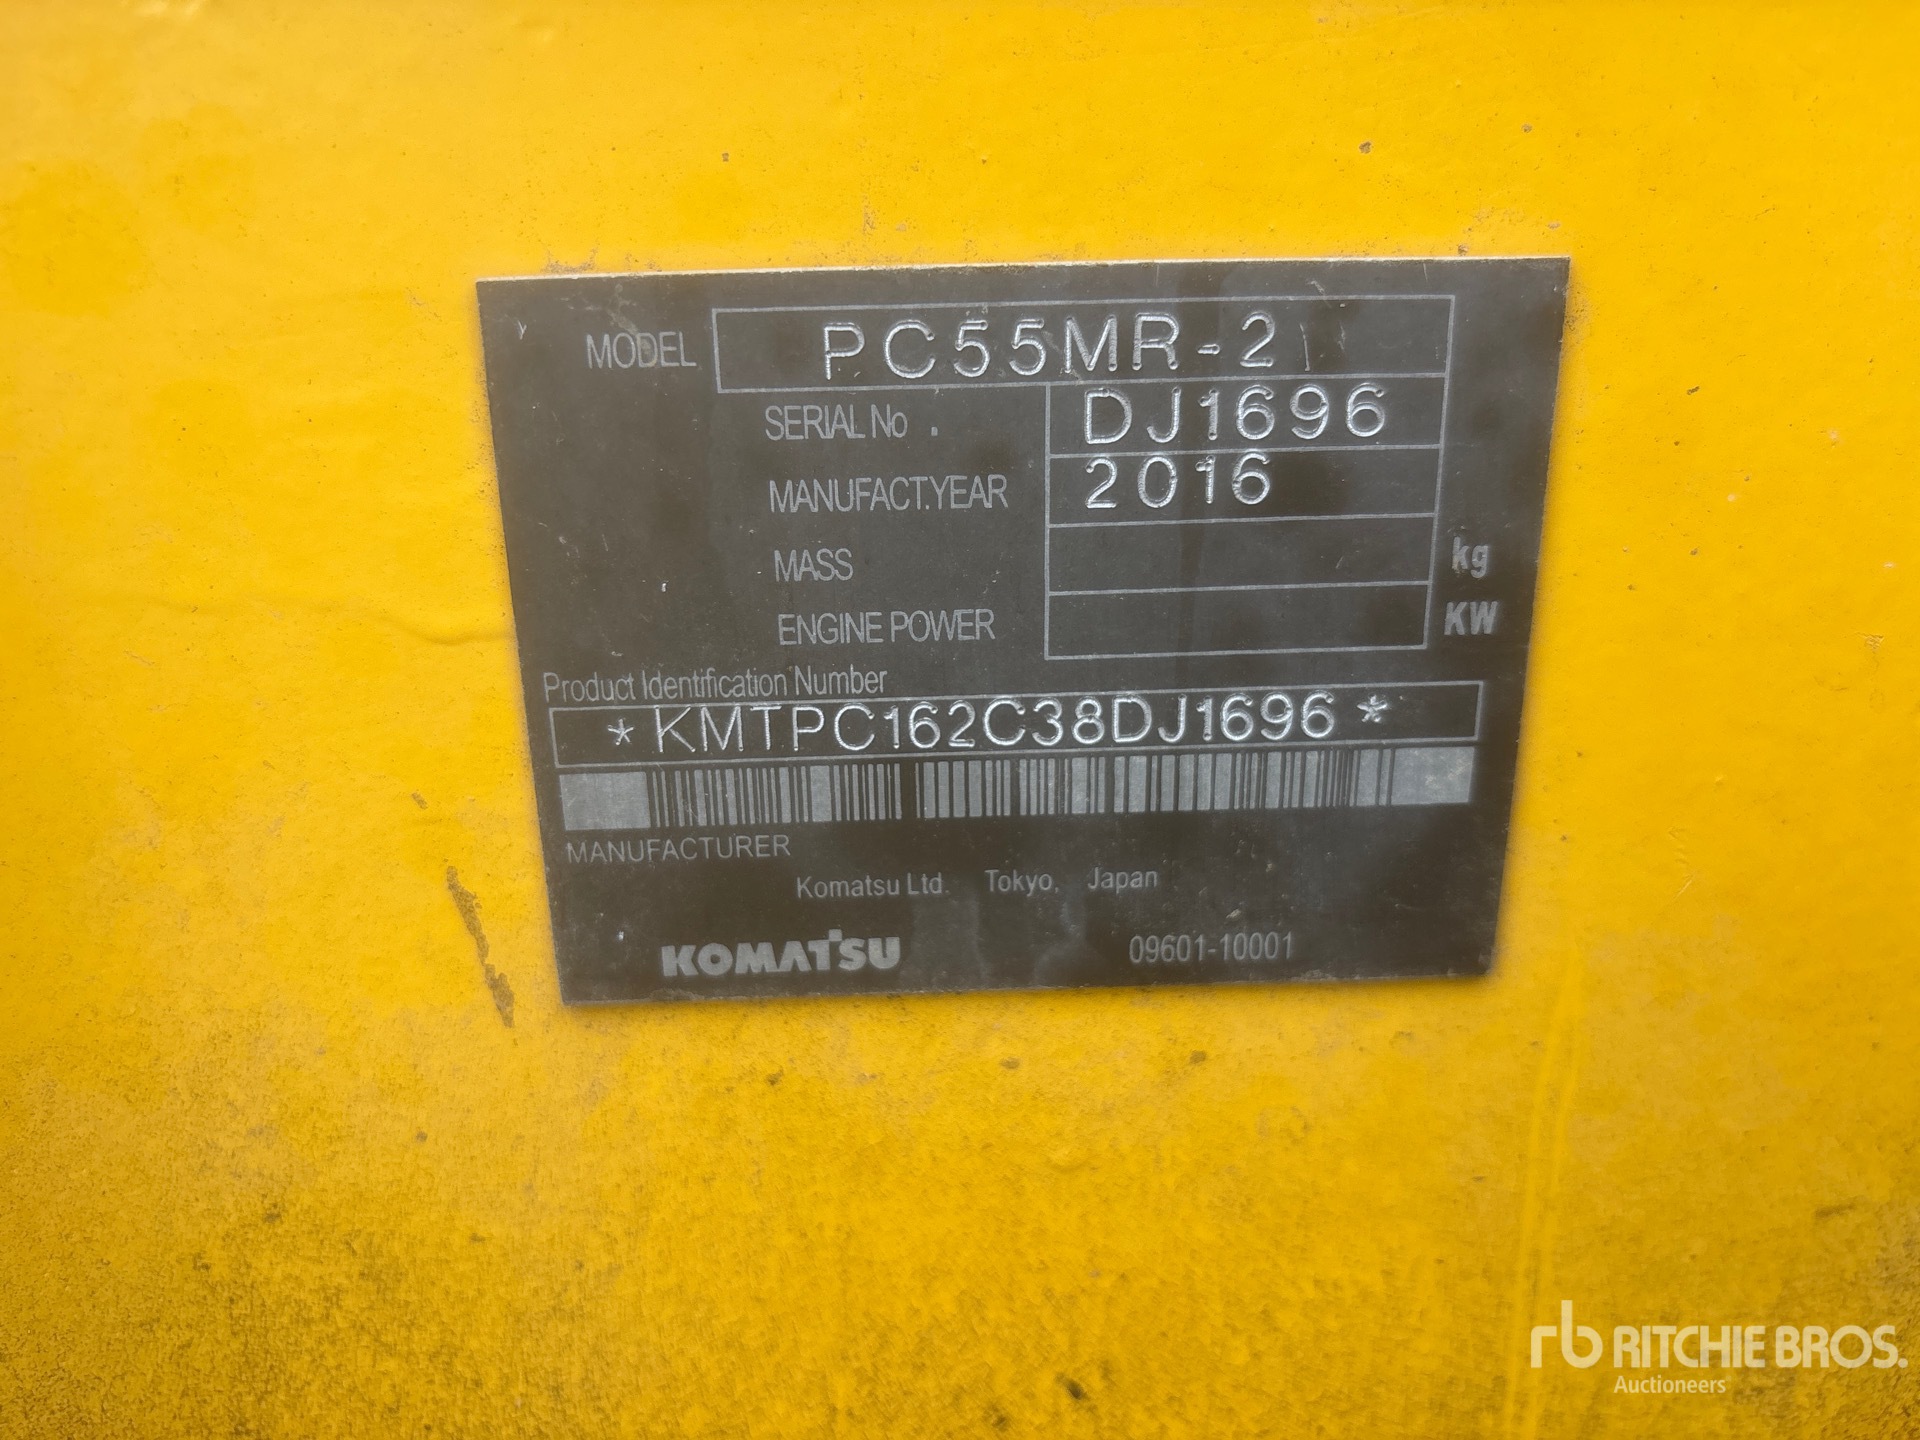 MODEL PC55MR-2
SERIAL No . DJ1696
MANUFACT.YEAR 2016
MASS kg
ENGINE POWER KW
Product Identification Number
*KMTPC162C38DJ1696*
MANUFACTURER
Komatsu Ltd. Tokyo, Japan
KOMATSU 09601-10001
rb RITCHIE BROS.
Auctioneers